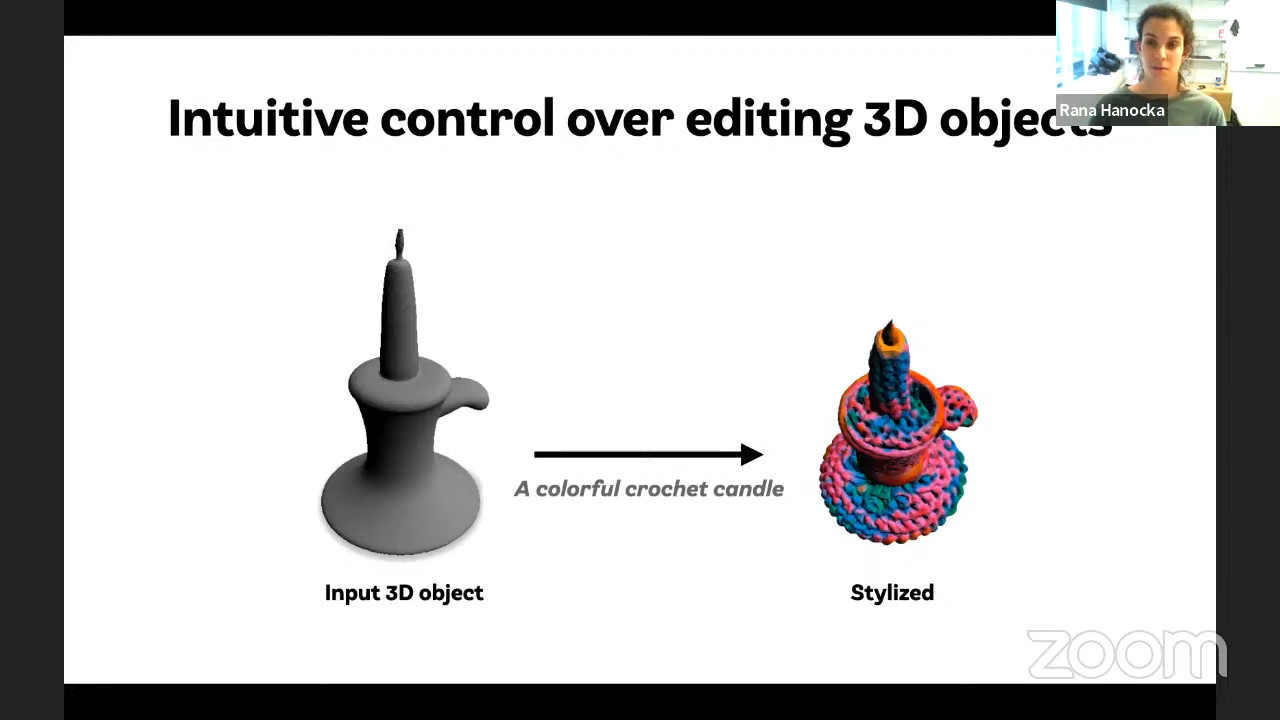 Intuitive control over editing 3D objects
Rana Hanocka
A colorful crochet candle
Input 3D object
Stylized
zoom